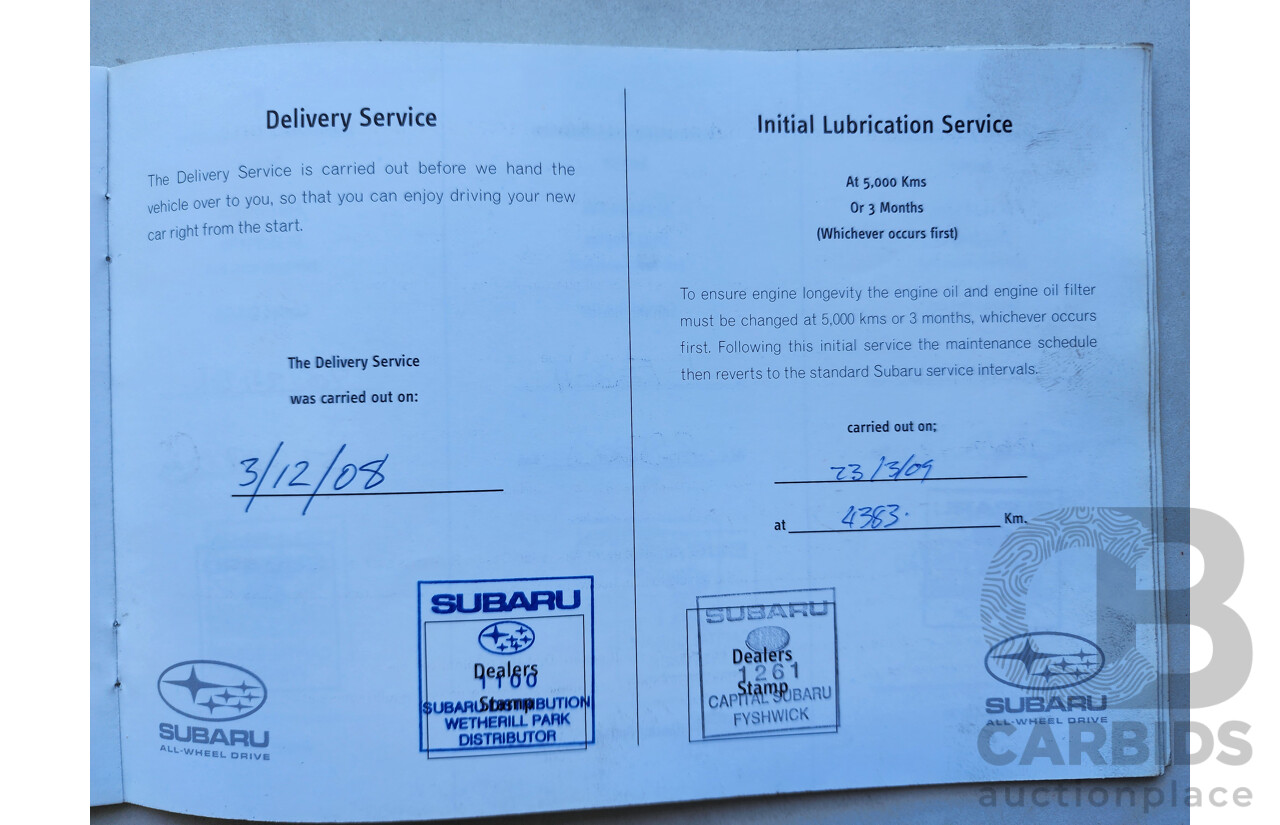 Delivery Service
The Delivery Service is carried out before we hand the
vehicle over to you, so that you can enjoy driving your new
car right from the start.
The Delivery Service
was carried out on:
3/12/08
SUBARU
Dealers
1100
Stamp
SUBARU DISTRIBUTION
WETHERILL PARK
DISTRIBUTOR
SUBARU
ALL-WHEEL DRIVE
Initial Lubrication Service
At 5,000 Kms
Or 3 Months
(Whichever occurs first)
To ensure engine longevity the engine oil and engine oil filter
must be changed at 5,000 kms or 3 months, whichever occurs
first. Following this initial service the maintenance schedule
then reverts to the standard Subaru service intervals.
carried out on;
23/3/09
at 4383. Km.
SUBARU
Dealers
1261
Stamp
CAPITAL SUBARU
FYSHWICK
SUBARU
ALL-WHEEL DRIVE
CB
CARBIDS
auctionplace